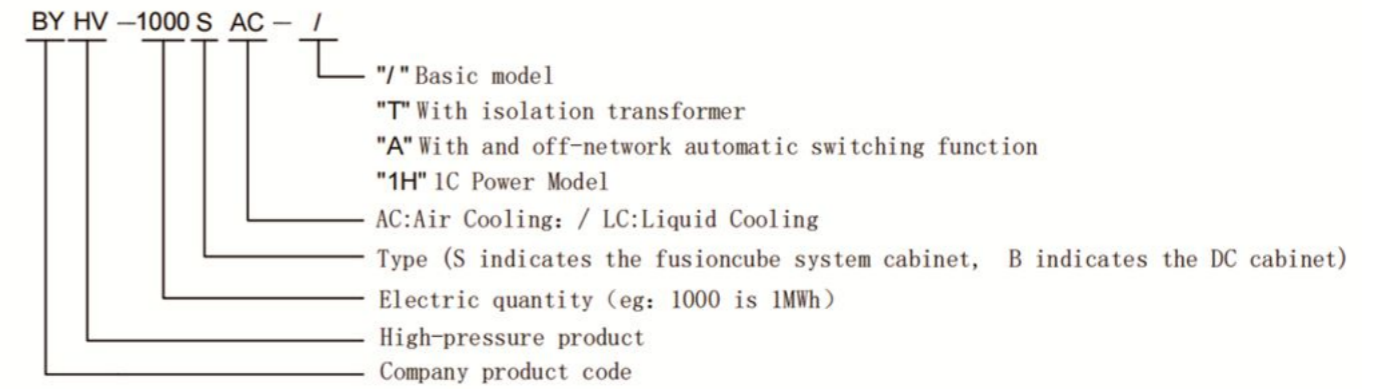 BY HV －1000 S AC － /
"/" Basic model
"T" With isolation transformer
"A" With and off-network automatic switching function
"1H" 1C Power Model
AC:Air Cooling: / LC:Liquid Cooling
Type (S indicates the fusioncube system cabinet, B indicates the DC cabinet)
Electric quantity（eg: 1000 is 1MWh）
High-pressure product
Company product code